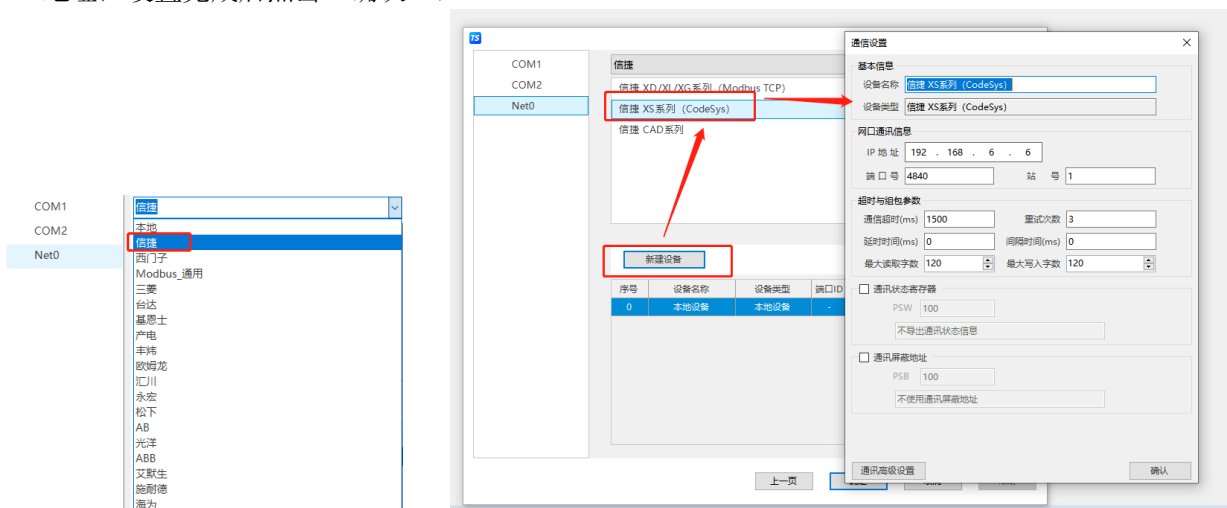 COM1
COM2
Net0
信捷
本地
信捷
西门子
Modbus_通用
三菱
台达
基恩士
产电
丰炜
欧姆龙
汇川
永宏
松下
AB
光洋
ABB
艾默生
施耐德
海为
TS
COM1
COM2
Net0
信捷
信捷 XD/XL/XG系列（Modbus TCP）
信捷 XS系列（CodeSys）
信捷 CAD系列
新建设备
序号 设备名称 设备类型 端口ID
0 本地设备 本地设备 -
上一页
通信设置
基本信息
设备名称 信捷 XS系列（CodeSys）
设备类型 信捷 XS系列（CodeSys）
网口通讯信息
IP 地 址 192 . 168 . 6 . 6
端 口 号 4840 站 号 1
超时与组包参数
通信超时(ms) 1500 重试次数 3
延时时间(ms) 0 间隔时间(ms) 0
最大读取字数 120 最大写入字数 120
通讯状态寄存器
PSW 100
不导出通讯状态信息
通讯屏蔽地址
PSB 100
不使用通讯屏蔽地址
通讯高级设置 确认